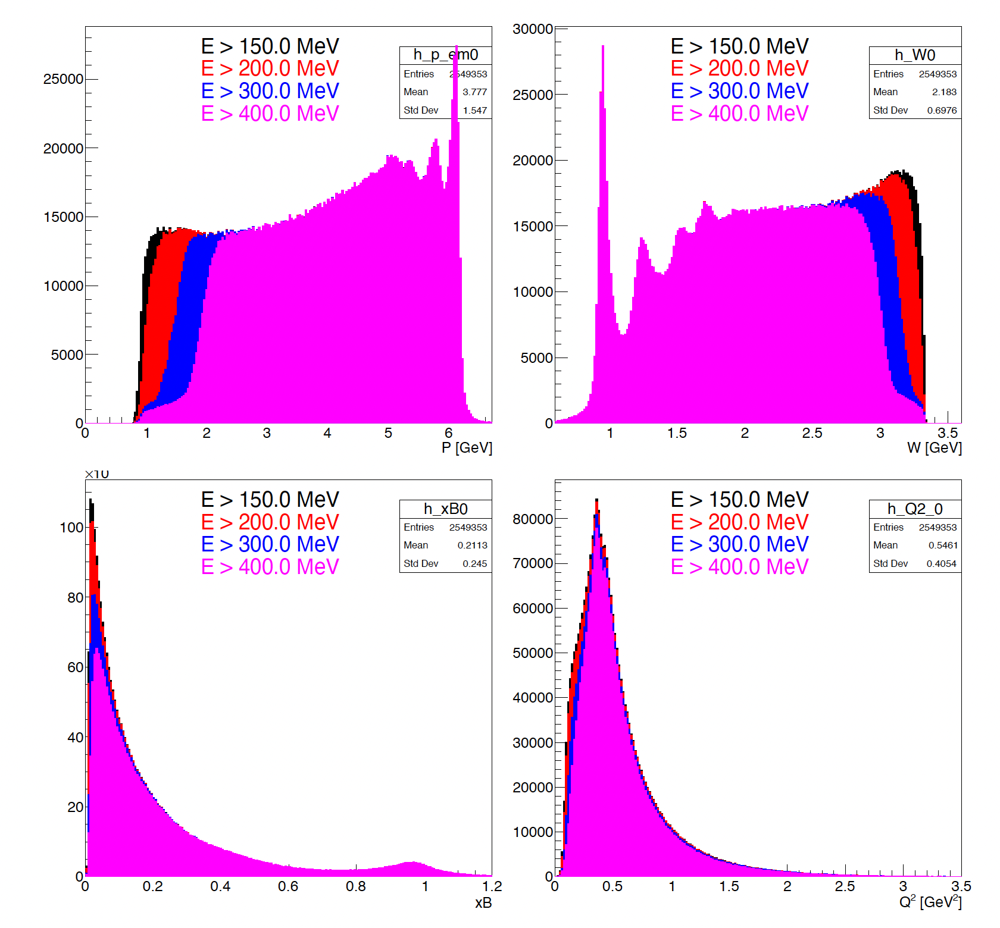 E > 150.0 MeV
E > 200.0 MeV
E > 300.0 MeV
E > 400.0 MeV
h_p_em0
Entries 2549353
Mean 3.777
Std Dev 1.547
25000
20000
15000
10000
5000
0
0 1 2 3 4 5 6
P [GeV]
E > 150.0 MeV
E > 200.0 MeV
E > 300.0 MeV
E > 400.0 MeV
h_W0
Entries 2549353
Mean 2.183
Std Dev 0.6976
30000
25000
20000
15000
10000
5000
0
1 1.5 2 2.5 3 3.5
W [GeV]
×10
E > 150.0 MeV
E > 200.0 MeV
E > 300.0 MeV
E > 400.0 MeV
h_xB0
Entries 2549353
Mean 0.2113
Std Dev 0.245
100
80
60
40
20
0
0 0.2 0.4 0.6 0.8 1 1.2
xB
E > 150.0 MeV
E > 200.0 MeV
E > 300.0 MeV
E > 400.0 MeV
h_Q2_0
Entries 2549353
Mean 0.5461
Std Dev 0.4054
80000
70000
60000
50000
40000
30000
20000
10000
0
0 0.5 1 1.5 2 2.5 3 3.5
Q² [GeV²]